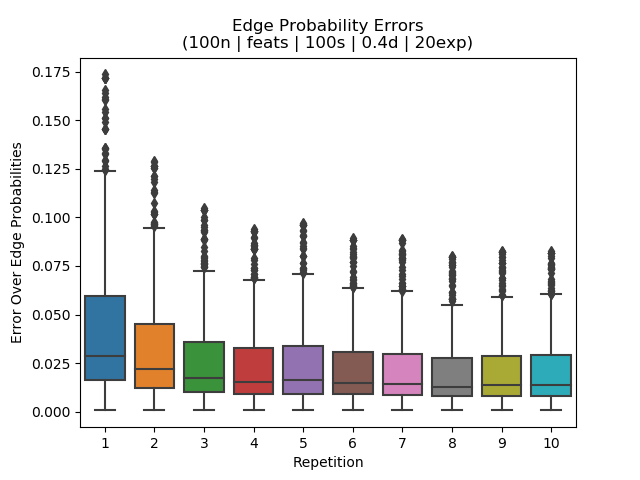 Edge Probability Errors
(100n | feats | 100s | 0.4d | 20exp)
Error Over Edge Probabilities
0.175
0.150
0.125
0.100
0.075
0.050
0.025
0.000
1 2 3 4 5 6 7 8 9 10
Repetition